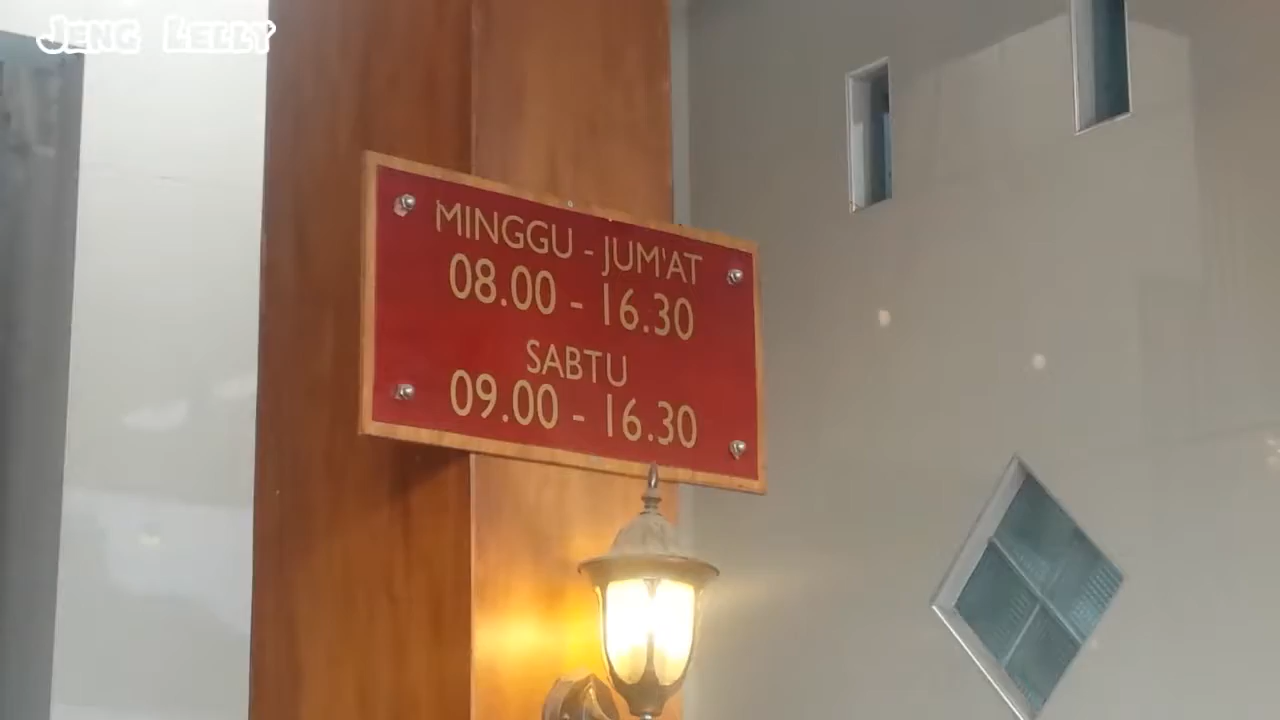 JENG LELLY
MINGGU - JUM'AT
08.00 - 16.30
SABTU
09.00 - 16.30